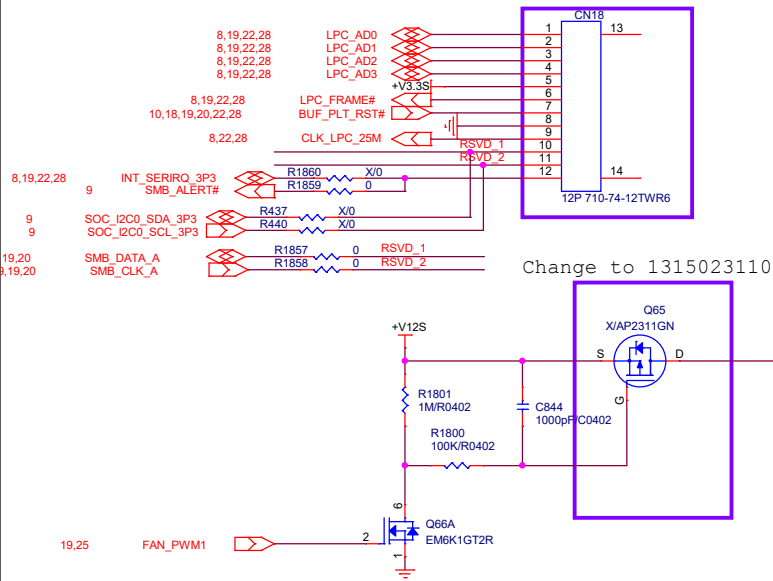 CN18
8,19,22,28 LPC_AD0 1 13
8,19,22,28 LPC_AD1 2
8,19,22,28 LPC_AD2 3
8,19,22,28 LPC_AD3 4
+V3.3S 5
8,19,22,28 LPC_FRAME# 6
10,18,19,20,22,28 BUF_PLT_RST# 7
8
8,22,28 CLK_LPC_25M 9
RSVD_1 10
RSVD_2 11
8,19,22,28 INT_SERIRQ_3P3 R1860 X/0 12 14
9 SMB_ALERT# R1859 0
12P 710-74-12TWR6
9 SOC_I2C0_SDA_3P3 R437 X/0
9 SOC_I2C0_SCL_3P3 R440 X/0
19,20 SMB_DATA_A R1857 0 RSVD_1
9,19,20 SMB_CLK_A R1858 0 RSVD_2
Change to 1315023110
Q65
X/AP2311GN
+V12S
S D
G
R1801
1M/R0402
C844
1000pF/C0402
R1800
100K/R0402
6
Q66A
EM6K1GT2R
19,25 FAN_PWM1 2
1